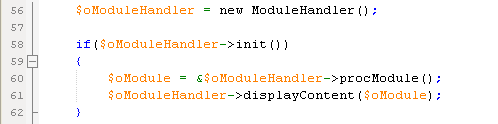 56 $oModuleHandler = new ModuleHandler();
57
58 if($oModuleHandler->init())
59 {
60 $oModule = &$oModuleHandler->procModule();
61 $oModuleHandler->displayContent($oModule);
62 }